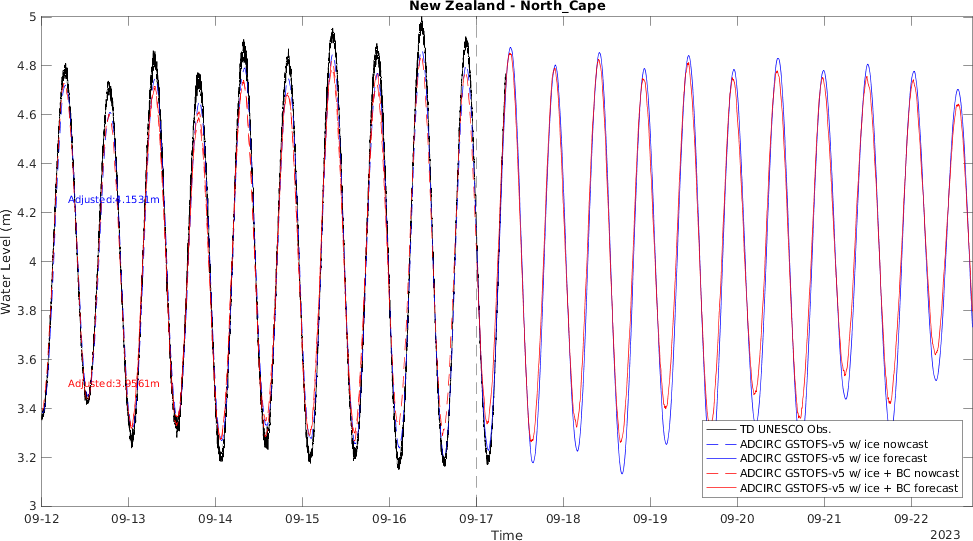 New Zealand - North_Cape
5
4.8
4.6
4.4
4.2
4
3.8
3.6
3.4
3.2
3
Water Level (m)
Adjusted:4.1531m
Adjusted:3.9561m
TD UNESCO Obs.
ADCIRC GSTOFS-v5 w/ ice nowcast
ADCIRC GSTOFS-v5 w/ ice forecast
ADCIRC GSTOFS-v5 w/ ice + BC nowcast
ADCIRC GSTOFS-v5 w/ ice + BC forecast
09-12 09-13 09-14 09-15 09-16 09-17 09-18 09-19 09-20 09-21 09-22
Time
2023